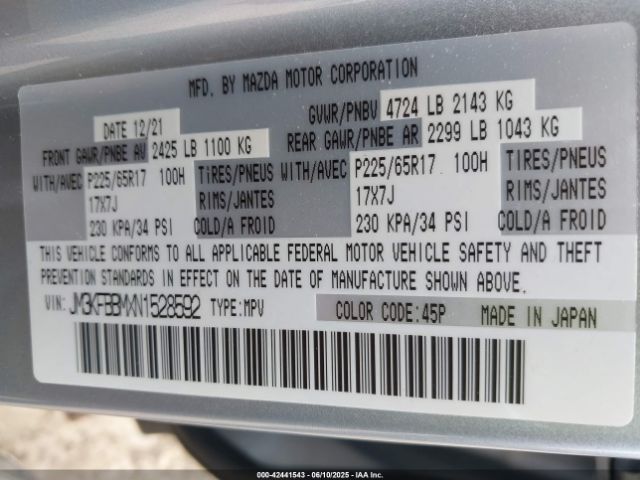 MFD. BY MAZDA MOTOR CORPORATION
DATE 12/21 GVWR/PNBV 4724 LB 2143 KG
FRONT GAWR/PNBE AV 2425 LB 1100 KG REAR GAWR/PNBE AR 2299 LB 1043 KG
WITH/AVEC P225/65R17 100H TIRES/PNEUS WITH/AVEC P225/65R17 100H TIRES/PNEUS
17X7J RIMS/JANTES 17X7J RIMS/JANTES
230 KPA/34 PSI COLD/A FROID 230 KPA/34 PSI COLD/A FROID
THIS VEHICLE CONFORMS TO ALL APPLICABLE FEDERAL MOTOR VEHICLE SAFETY AND THEFT
PREVENTION STANDARDS IN EFFECT ON THE DATE OF MANUFACTURE SHOWN ABOVE.
VIN: JM3KFBBMXN1528592 TYPE:MPV COLOR CODE:45P MADE IN JAPAN
000-42441543 - 06/10/2025 - IAA Inc.